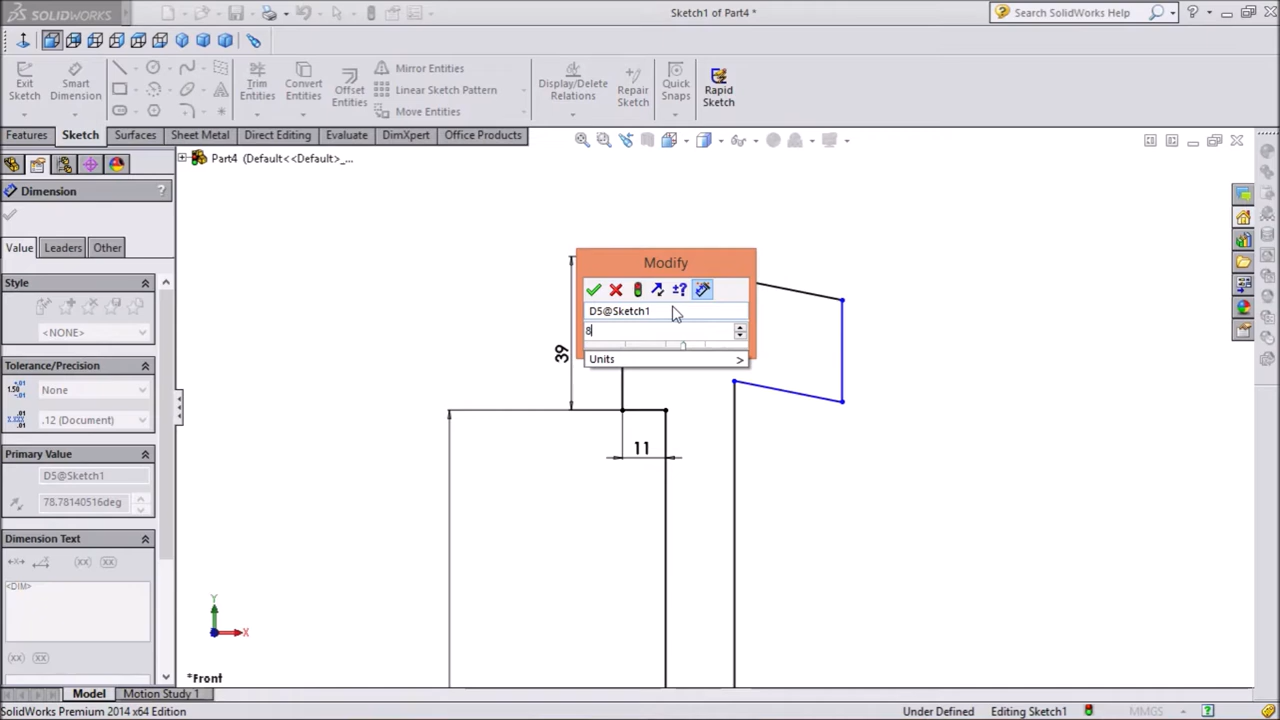 SOLIDWORKS
Sketch1 of Part4 *
Search SolidWorks Help
Exit Sketch
Smart Dimension
Trim Entities
Convert Entities
Offset Entities
Mirror Entities
Linear Sketch Pattern
Move Entities
Display/Delete Relations
Repair Sketch
Quick Snaps
Rapid Sketch
Features Sketch Surfaces Sheet Metal Direct Editing Evaluate DimXpert Office Products
Part4 (Default<<Default>_...
Dimension ?
Value Leaders Other
Style
<NONE>
Tolerance/Precision
None
.12 (Document)
Primary Value
D5@Sketch1
78.78140516deg
Dimension Text
<DIM>
Modify
D5@Sketch1
8
Units >
39
11
Y
X
*Front
Model Motion Study 1
SolidWorks Premium 2014 x64 Edition
Under Defined Editing Sketch1 MMGS